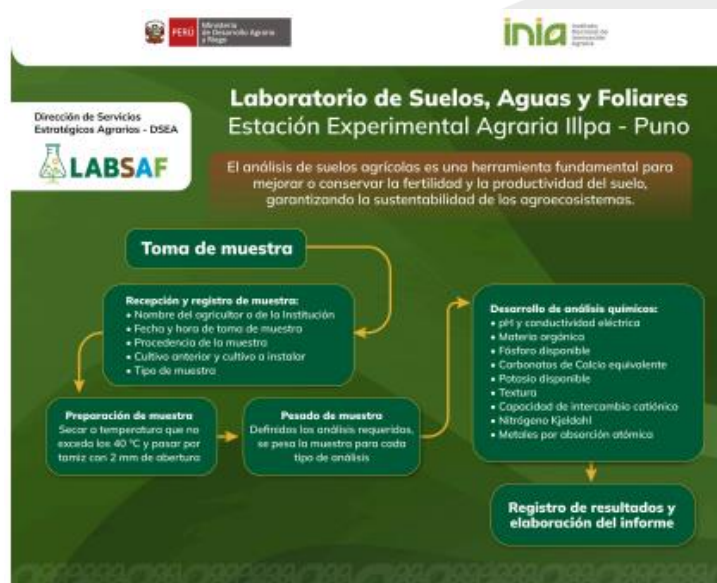 PERÚ
Ministerio
de Desarrollo Agrario
y Riego
inia
Instituto
Nacional de
Innovación
Agraria
Dirección de Servicios
Estratégicos Agrarios - DSEA
LABSAF
Laboratorio de Suelos, Aguas y Foliares
Estación Experimental Agraria Illpa - Puno
El análisis de suelos agrícolas es una herramienta fundamental para
mejorar o conservar la fertilidad y la productividad del suelo,
garantizando la sustentabilidad de los agroecosistemas.
Toma de muestra
Recepción y registro de muestra:
• Nombre del agricultor o de la Institución
• Fecha y hora de toma de muestra
• Procedencia de la muestra
• Cultivo anterior y cultivo a instalar
• Tipo de muestra
Preparación de muestra
Secar a temperatura que no
exceda los 40 °C y pasar por
tamiz con 2 mm de abertura
Pesado de muestra
Definidos los análisis requeridos,
se pesa la muestra para cada
tipo de análisis
Desarrollo de análisis químicos:
• pH y conductividad eléctrica
• Materia orgánica
• Fósforo disponible
• Carbonatos de Calcio equivalente
• Potasio disponible
• Textura
• Capacidad de intercambio catiónico
• Nitrógeno Kjeldahl
• Metales por absorción atómica
Registro de resultados y
elaboración del informe